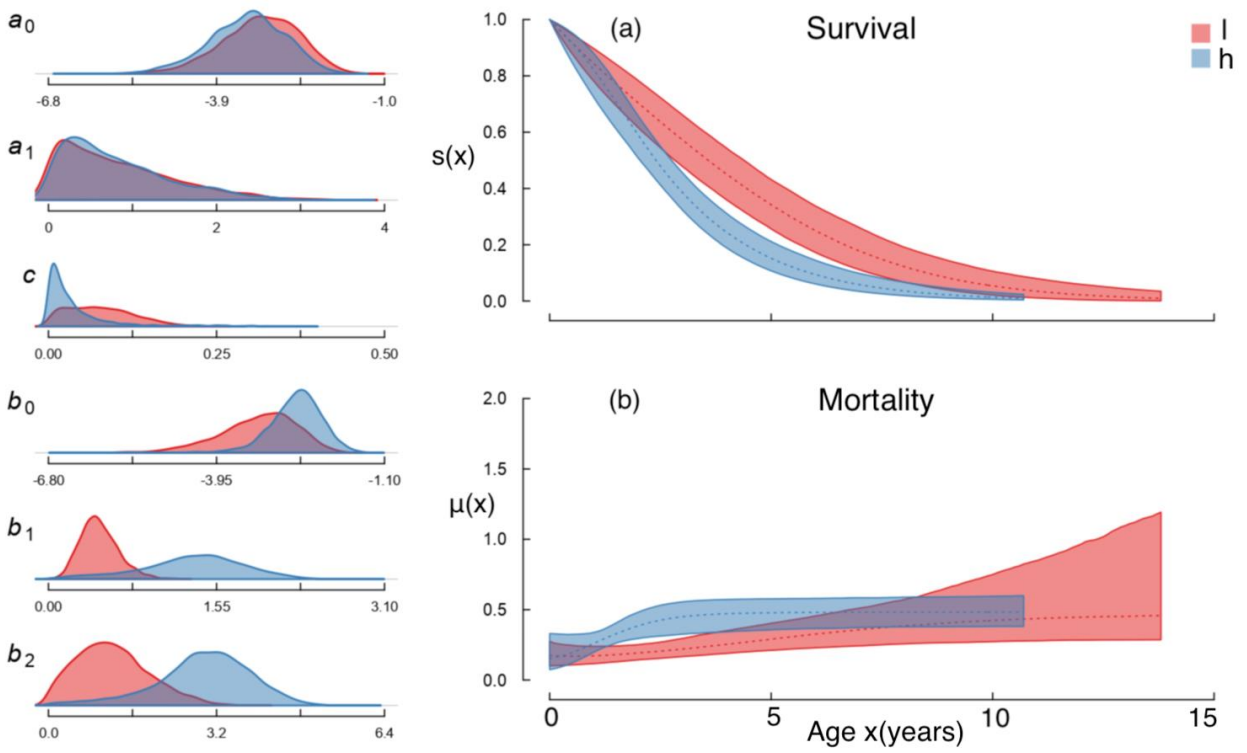 a0
-6.8 -3.9 -1.0
a1
0 2 4
c
0.00 0.25 0.50
b0
-6.80 -3.95 -1.10
b1
0.00 1.55 3.10
b2
0.0 3.2 6.4
(a) Survival
l
h
s(x)
1.0
0.8
0.6
0.4
0.2
0.0
(b) Mortality
μ(x)
2.0
1.5
1.0
0.5
0.0
0 5 10 15
Age x(years)